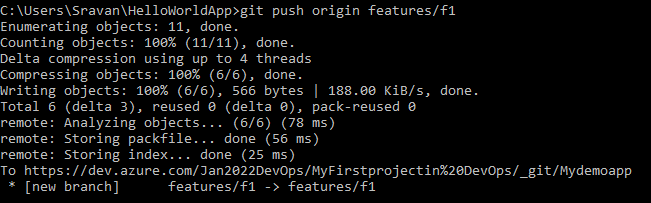 C:\Users\Sravan\HelloWorldApp>git push origin features/f1
Enumerating objects: 11, done.
Counting objects: 100% (11/11), done.
Delta compression using up to 4 threads
Compressing objects: 100% (6/6), done.
Writing objects: 100% (6/6), 566 bytes | 188.00 KiB/s, done.
Total 6 (delta 3), reused 0 (delta 0), pack-reused 0
remote: Analyzing objects... (6/6) (78 ms)
remote: Storing packfile... done (56 ms)
remote: Storing index... done (25 ms)
To https://dev.azure.com/Jan2022DevOps/MyFirstprojectin%20DevOps/_git/Mydemoapp
 * [new branch]      features/f1 -> features/f1